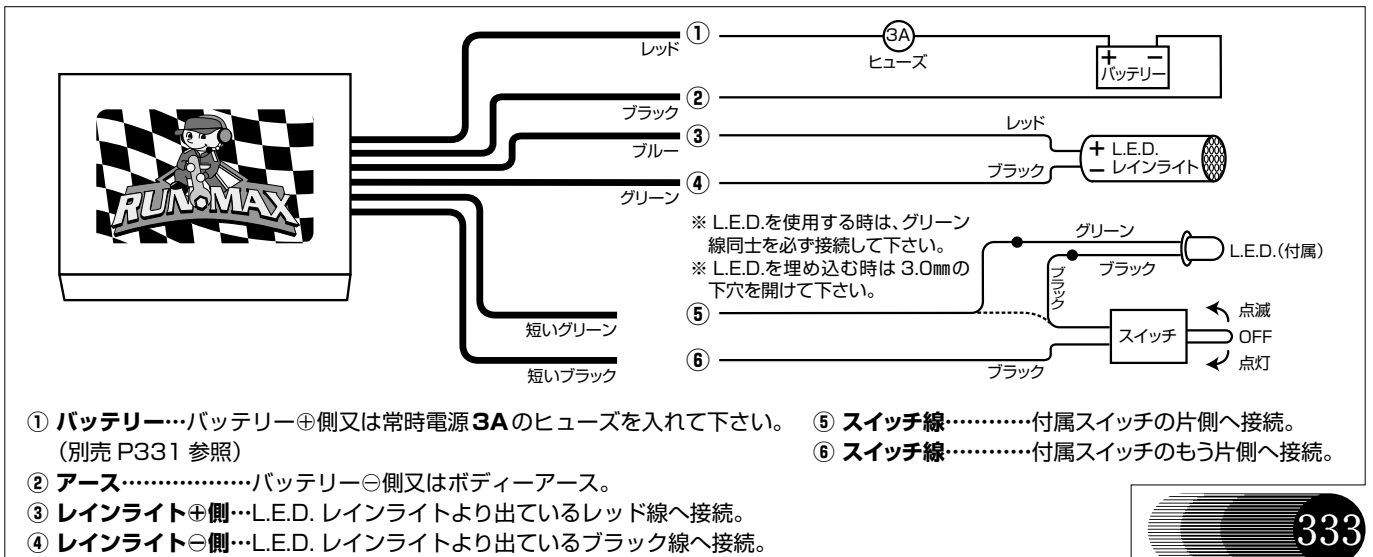 RUN MAX
レッド
①
3A
ヒューズ
＋ −
バッテリー
ブラック
②
ブルー
③
レッド
＋ L.E.D.
− レインライト
グリーン
④
ブラック
※ L.E.D.を使用する時は、グリーン
線同士を必ず接続して下さい。
※ L.E.D.を埋め込む時は 3.0㎜の
下穴を開けて下さい。
グリーン
ブラック
ブラック
L.E.D.（付属）
短いグリーン
⑤
スイッチ
点滅
OFF
点灯
短いブラック
⑥
ブラック
① バッテリー…バッテリー⊕側又は常時電源3Aのヒューズを入れて下さい。
（別売 P331 参照）
② アース………………バッテリー⊖側又はボディーアース。
③ レインライト⊕側…L.E.D. レインライトより出ているレッド線へ接続。
④ レインライト⊖側…L.E.D. レインライトより出ているブラック線へ接続。
⑤ スイッチ線…………付属スイッチの片側へ接続。
⑥ スイッチ線…………付属スイッチのもう片側へ接続。
333